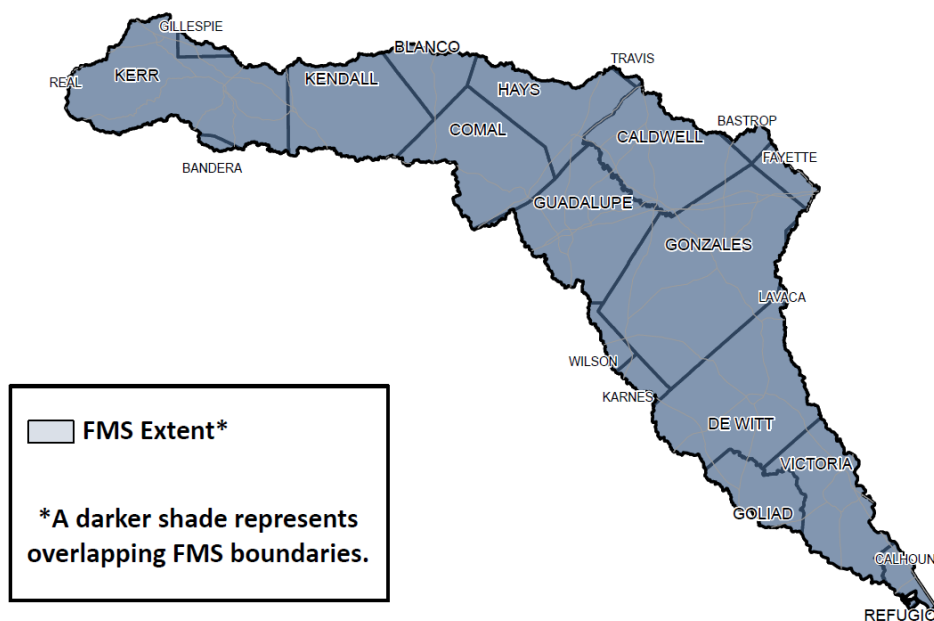 GILLESPIE
BLANCO
TRAVIS
REAL
KERR
KENDALL
HAYS
BASTROP
COMAL
CALDWELL
FAYETTE
BANDERA
GUADALUPE
GONZALES
LAVACA
WILSON
KARNES
DE WITT
VICTORIA
GOLIAD
CALHOUN
REFUGIO
FMS Extent*
*A darker shade represents
overlapping FMS boundaries.